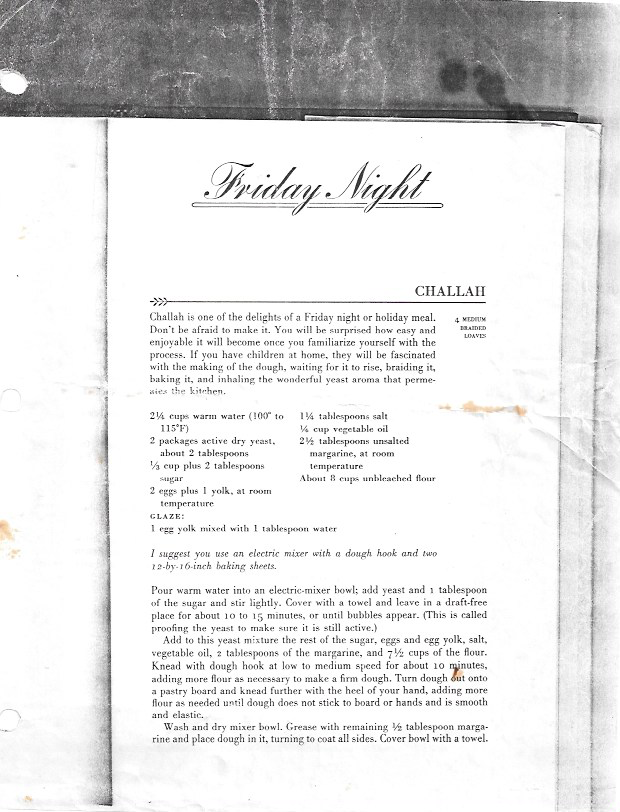 Friday Night
CHALLAH
Challah is one of the delights of a Friday night or holiday meal.
Don't be afraid to make it. You will be surprised how easy and
enjoyable it will become once you familiarize yourself with the
process. If you have children at home, they will be fascinated
with the making of the dough, waiting for it to rise, braiding it,
baking it, and inhaling the wonderful yeast aroma that perme-
ates the kitchen.
4 MEDIUM
BRAIDED
LOAVES
2¼ cups warm water (100° to
115°F)
2 packages active dry yeast,
about 2 tablespoons
⅓ cup plus 2 tablespoons
sugar
2 eggs plus 1 yolk, at room
temperature
1¼ tablespoons salt
¼ cup vegetable oil
2½ tablespoons unsalted
margarine, at room
temperature
About 8 cups unbleached flour
GLAZE:
1 egg yolk mixed with 1 tablespoon water
I suggest you use an electric mixer with a dough hook and two
12-by-16-inch baking sheets.
Pour warm water into an electric-mixer bowl; add yeast and 1 tablespoon
of the sugar and stir lightly. Cover with a towel and leave in a draft-free
place for about 10 to 15 minutes, or until bubbles appear. (This is called
proofing the yeast to make sure it is still active.)
Add to this yeast mixture the rest of the sugar, eggs and egg yolk, salt,
vegetable oil, 2 tablespoons of the margarine, and 7½ cups of the flour.
Knead with dough hook at low to medium speed for about 10 minutes,
adding more flour as necessary to make a firm dough. Turn dough out onto
a pastry board and knead further with the heel of your hand, adding more
flour as needed until dough does not stick to board or hands and is smooth
and elastic.
Wash and dry mixer bowl. Grease with remaining ½ tablespoon marga-
rine and place dough in it, turning to coat all sides. Cover bowl with a towel.